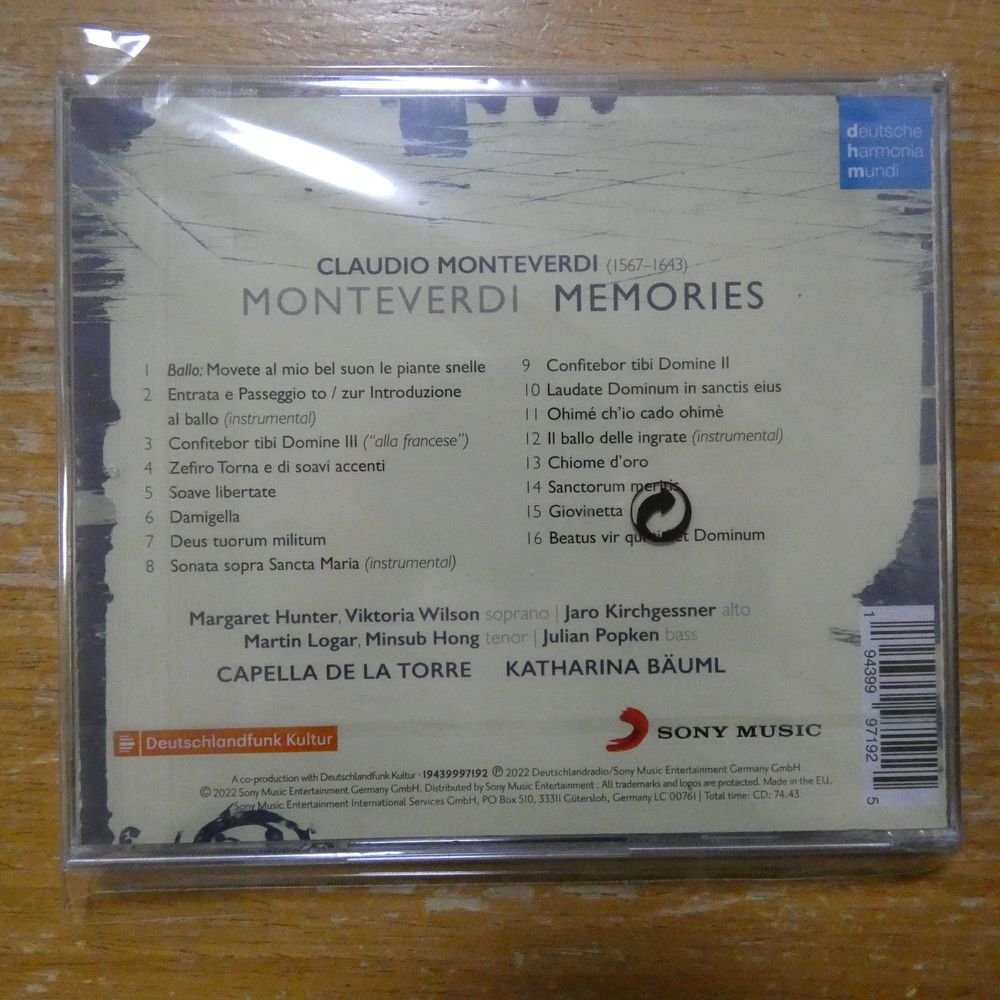 deutsche
harmonia
mundi
CLAUDIO MONTEVERDI (1567–1643)
MONTEVERDI MEMORIES
1 Ballo: Movete al mio bel suon le piante snelle
2 Entrata e Passeggio to / zur Introduzione
al ballo (instrumental)
3 Confitebor tibi Domine III ("alla francese")
4 Zefiro Torna e di soavi accenti
5 Soave libertate
6 Damigella
7 Deus tuorum militum
8 Sonata sopra Sancta Maria (instrumental)
9 Confitebor tibi Domine II
10 Laudate Dominum in sanctis eius
11 Ohimé ch'io cado ohimè
12 Il ballo delle ingrate (instrumental)
13 Chiome d'oro
14 Sanctorum meritis
15 Giovinetta
16 Beatus vir qui timet Dominum
Margaret Hunter, Viktoria Wilson soprano | Jaro Kirchgessner alto
Martin Logar, Minsub Hong tenor | Julian Popken bass
CAPELLA DE LA TORRE KATHARINA BÄUML
Deutschlandfunk Kultur
SONY MUSIC
A co-production with Deutschlandfunk Kultur · 19439997192 ℗ 2022 Deutschlandradio/Sony Music Entertainment Germany GmbH
© 2022 Sony Music Entertainment Germany GmbH. Distributed by Sony Music Entertainment . All trademarks and logos are protected. Made in the EU.
Sony Music Entertainment International Services GmbH, PO Box 510, 33311 Gütersloh, Germany LC 00761 | Total time: CD: 74.43
1 94399 97192 5